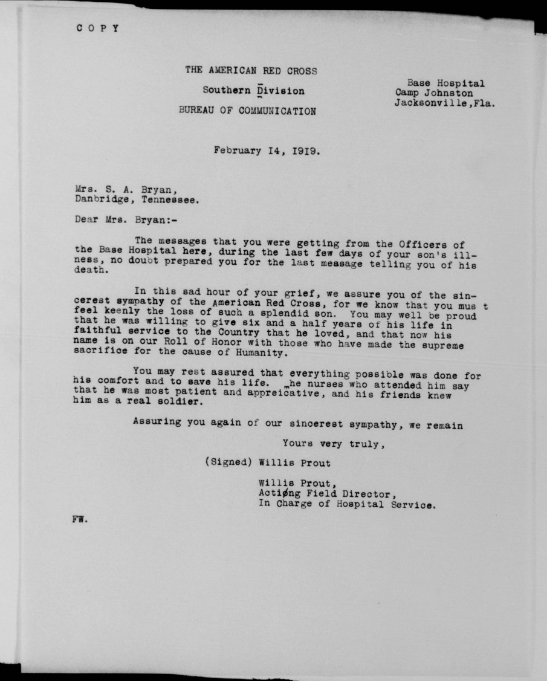 C O P Y
THE AMERICAN RED CROSS
Southern Division
BUREAU OF COMMUNICATION
Base Hospital
Camp Johnston
Jacksonville,Fla.
February 14, 1919.
Mrs. S. A. Bryan,
Danbridge, Tennessee.
Dear Mrs. Bryan:-
The messages that you were getting from the Officers of
the Base Hospital here, during the last few days of your son's ill-
ness, no doubt prepared you for the last message telling you of his
death.
In this sad hour of your grief, we assure you of the sin-
cerest sympathy of the American Red Cross, for we know that you mus t
feel keenly the loss of such a splendid son. You may well be proud
that he was willing to give six and a half years of his life in
faithful service to the Country that he loved, and that now his
name is on our Roll of Honor with those who have made the supreme
sacrifice for the cause of Humanity.
You may rest assured that everything possible was done for
his comfort and to save his life. _he nurses who attended him say
that he was most patient and appreicative, and his friends knew
him as a real soldier.
Assuring you again of our sincerest sympathy, we remain
Yours very truly,
(Signed) Willis Prout
Willis Prout,
Acting Field Director,
In Charge of Hospital Service.
FW.